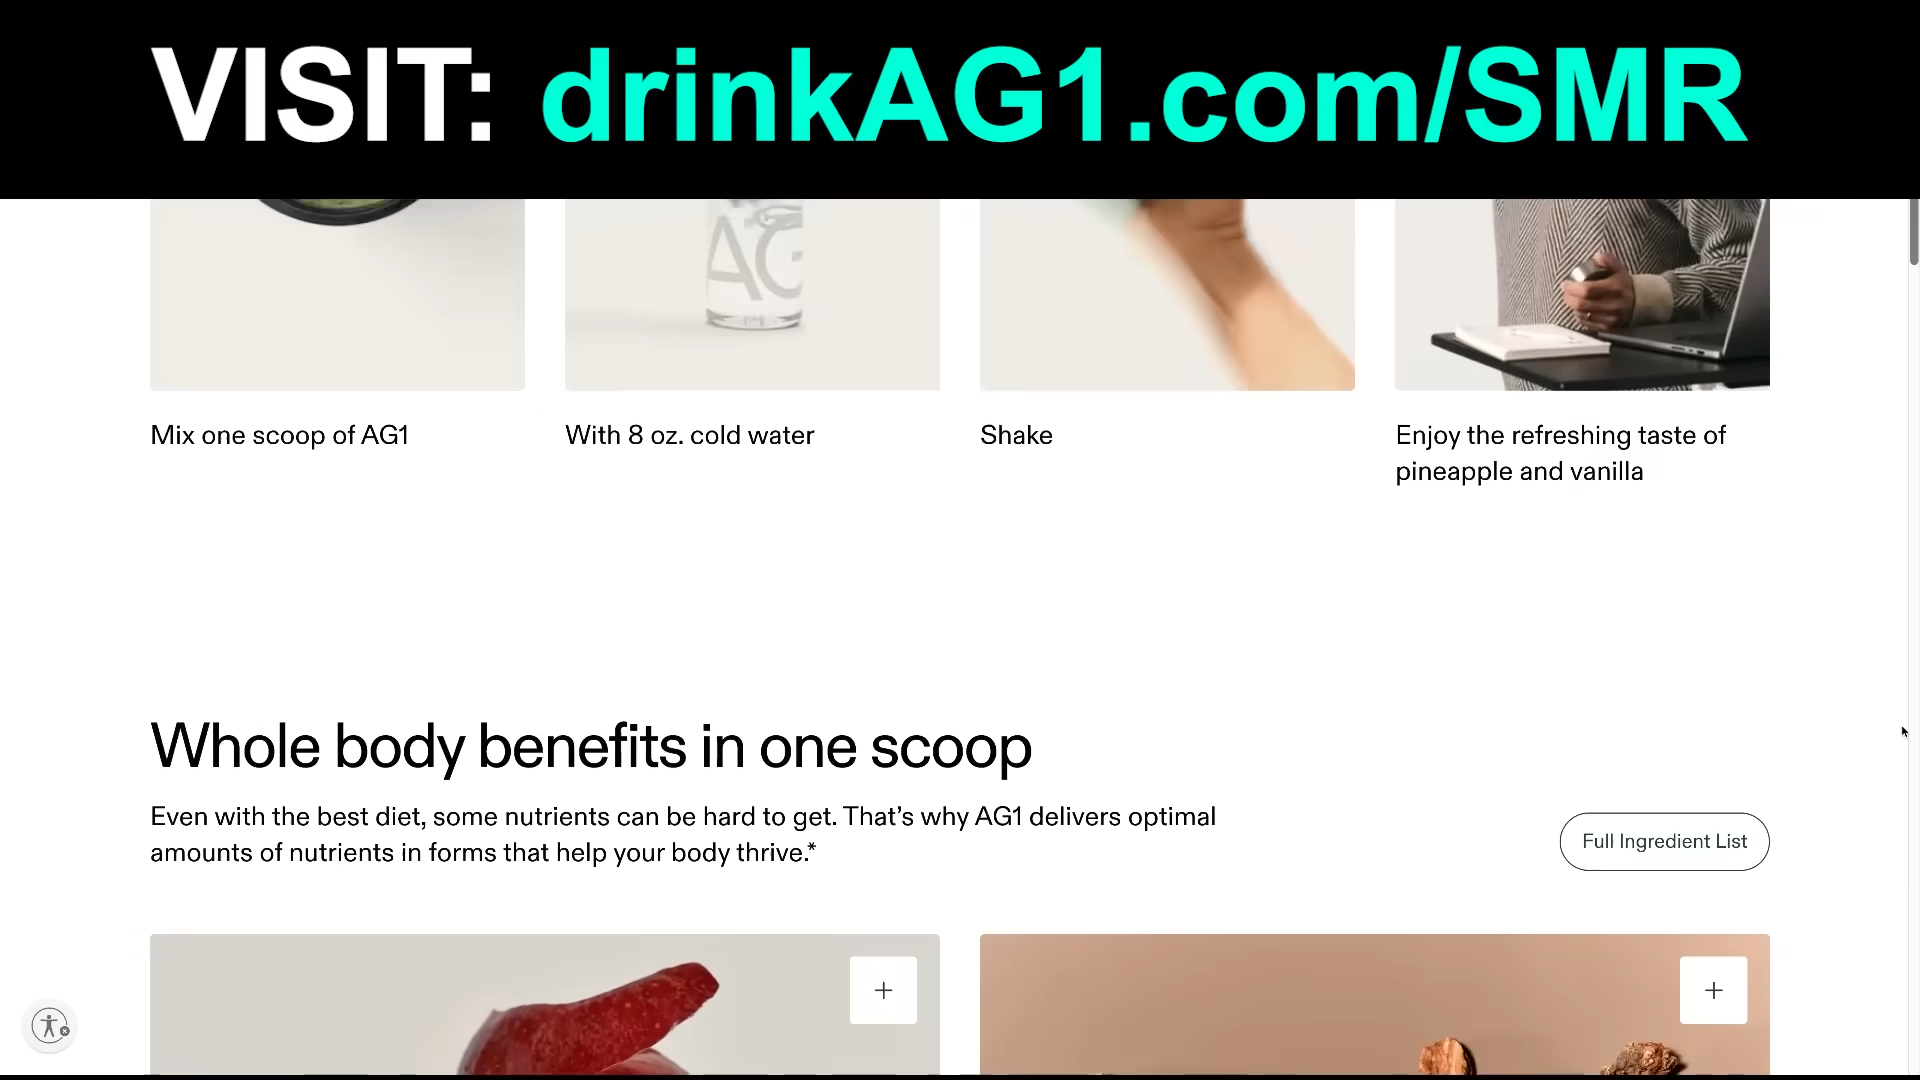 VISIT: drinkAG1.com/SMR
AG
Mix one scoop of AG1
With 8 oz. cold water
Shake
Enjoy the refreshing taste of
pineapple and vanilla
Whole body benefits in one scoop
Even with the best diet, some nutrients can be hard to get. That’s why AG1 delivers optimal
amounts of nutrients in forms that help your body thrive.*
Full Ingredient List